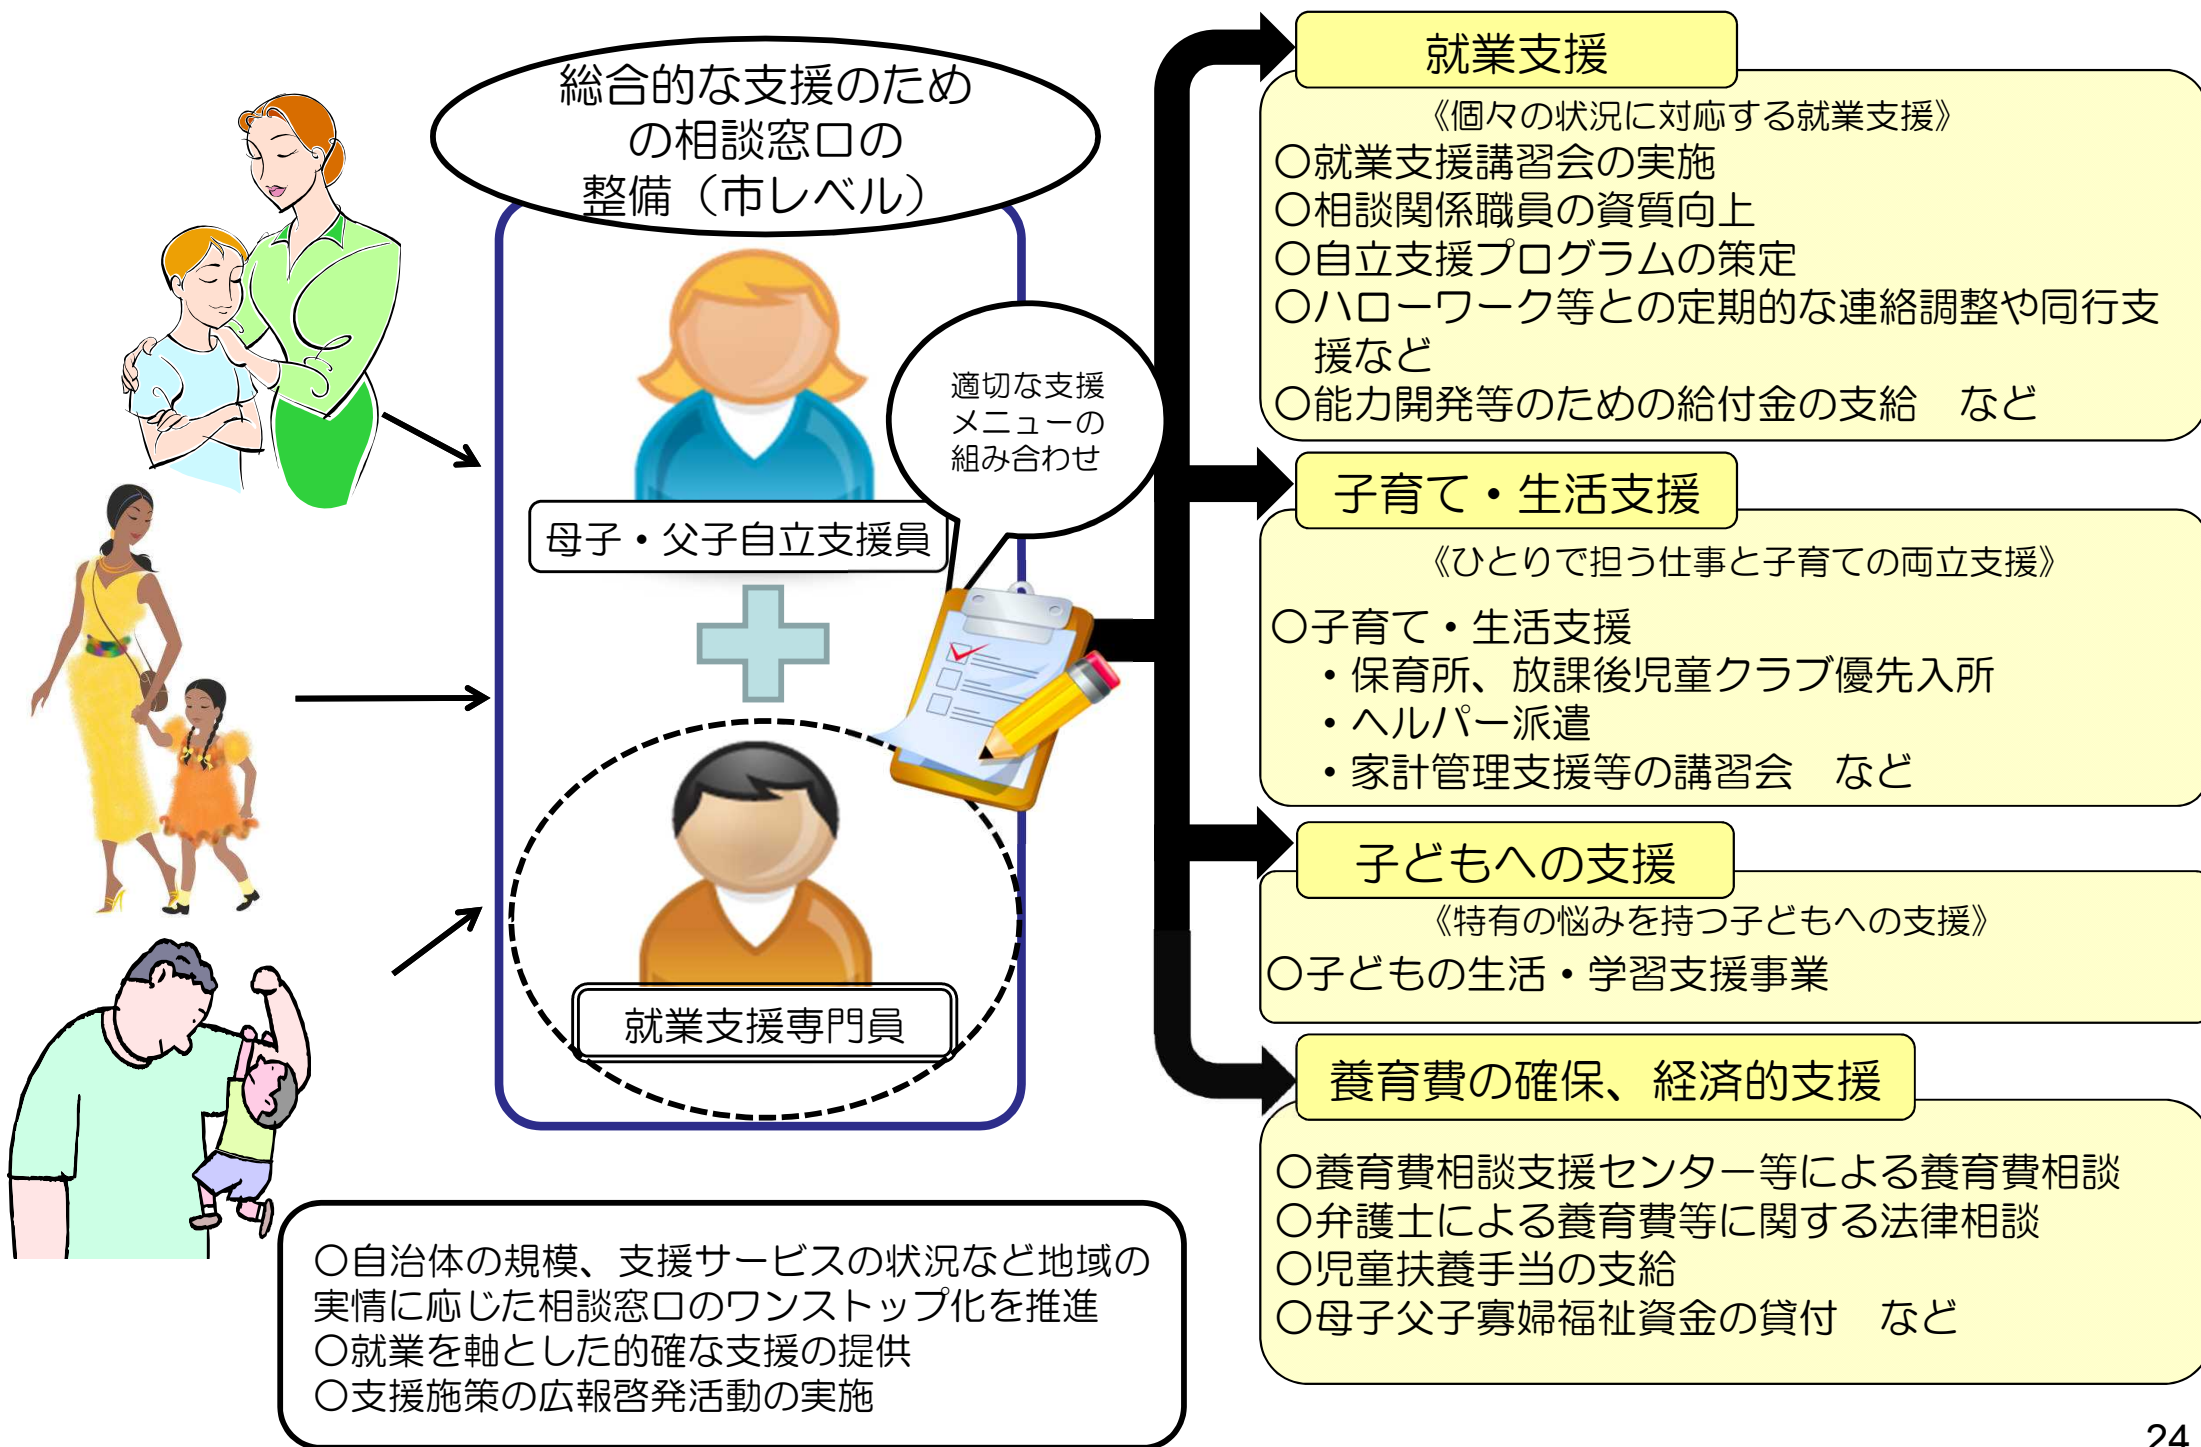 総合的な支援のため
の相談窓口の
整備（市レベル）
母子・父子自立支援員
適切な支援
メニューの
組み合わせ
就業支援専門員
○自治体の規模、支援サービスの状況など地域の
実情に応じた相談窓口のワンストップ化を推進
○就業を軸とした的確な支援の提供
○支援施策の広報啓発活動の実施
就業支援
《個々の状況に対応する就業支援》
○就業支援講習会の実施
○相談関係職員の資質向上
○自立支援プログラムの策定
○ハローワーク等との定期的な連絡調整や同行支
援など
○能力開発等のための給付金の支給　など
子育て・生活支援
《ひとりで担う仕事と子育ての両立支援》
○子育て・生活支援
・保育所、放課後児童クラブ優先入所
・ヘルパー派遣
・家計管理支援等の講習会　など
子どもへの支援
《特有の悩みを持つ子どもへの支援》
○子どもの生活・学習支援事業
養育費の確保、経済的支援
○養育費相談支援センター等による養育費相談
○弁護士による養育費等に関する法律相談
○児童扶養手当の支給
○母子父子寡婦福祉資金の貸付　など
24